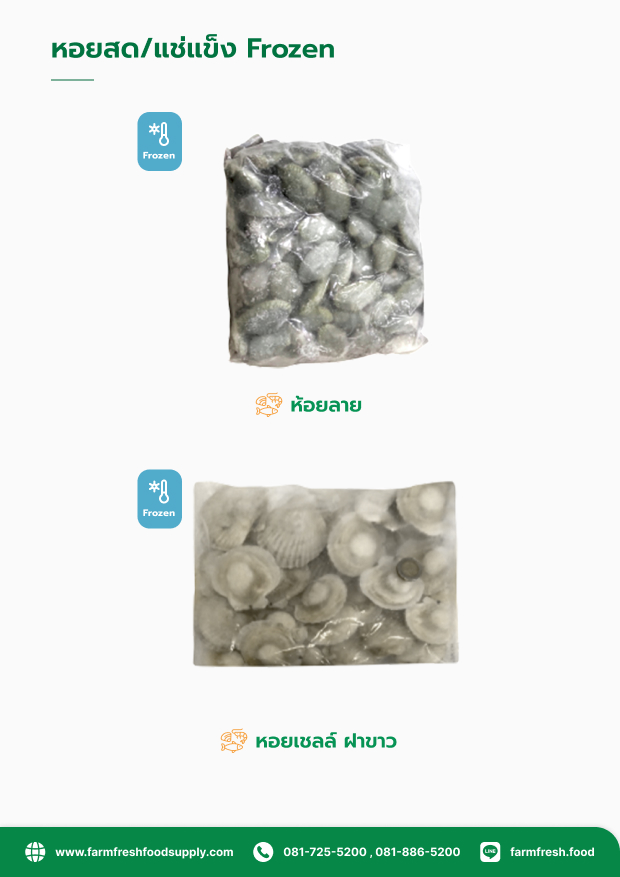 หอยสด/แช่แข็ง Frozen
Frozen
ห้อยลาย
Frozen
หอยเชลล์ ฝาขาว
www.farmfreshfoodsupply.com 081-725-5200 , 081-886-5200 LINE farmfresh.food